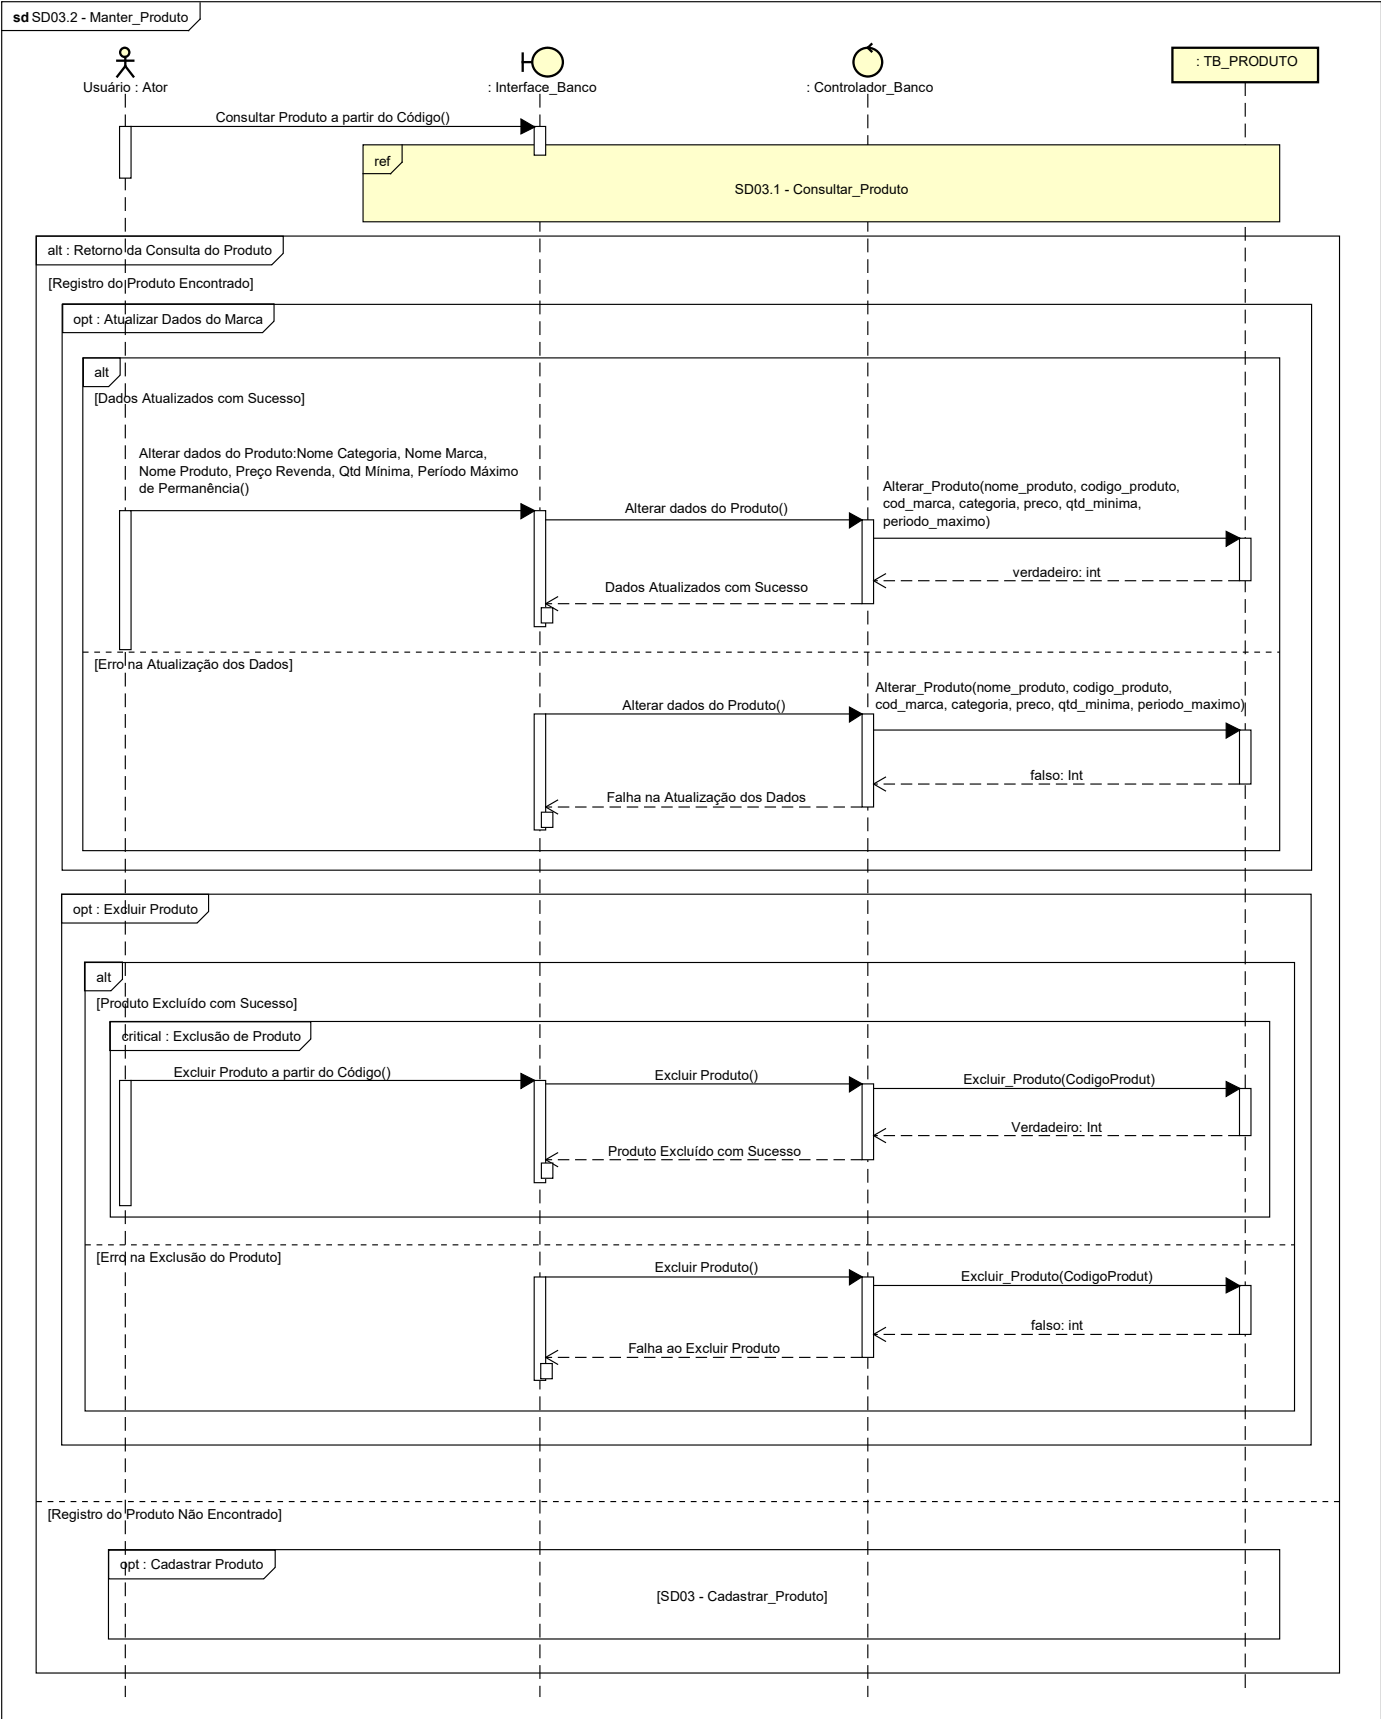 sd SD03.2 - Manter_Produto
Usuário : Ator
: Interface_Banco
: Controlador_Banco
: TB_PRODUTO
Consultar Produto a partir do Código()
ref
SD03.1 - Consultar_Produto
alt : Retorno da Consulta do Produto
[Registro do Produto Encontrado]
opt : Atualizar Dados do Marca
alt
[Dados Atualizados com Sucesso]
Alterar dados do Produto:Nome Categoria, Nome Marca,
Nome Produto, Preço Revenda, Qtd Mínima, Período Máximo
de Permanência()
Alterar dados do Produto()
Alterar_Produto(nome_produto, codigo_produto,
cod_marca, categoria, preco, qtd_minima,
periodo_maximo)
verdadeiro: int
Dados Atualizados com Sucesso
[Erro na Atualização dos Dados]
Alterar dados do Produto()
Alterar_Produto(nome_produto, codigo_produto,
cod_marca, categoria, preco, qtd_minima, periodo_maximo)
falso: Int
Falha na Atualização dos Dados
opt : Excluir Produto
alt
[Produto Excluído com Sucesso]
critical : Exclusão de Produto
Excluir Produto a partir do Código()
Excluir Produto()
Excluir_Produto(CodigoProdut)
Verdadeiro: Int
Produto Excluído com Sucesso
[Erro na Exclusão do Produto]
Excluir Produto()
Excluir_Produto(CodigoProdut)
falso: int
Falha ao Excluir Produto
[Registro do Produto Não Encontrado]
opt : Cadastrar Produto
[SD03 - Cadastrar_Produto]